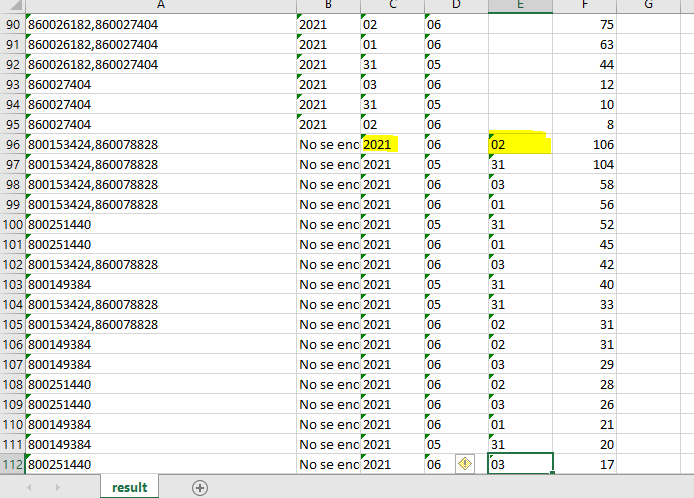 A B C D E F G
90 860026182,860027404 2021 02 06 75
91 860026182,860027404 2021 01 06 63
92 860026182,860027404 2021 31 05 44
93 860027404 2021 03 06 12
94 860027404 2021 31 05 10
95 860027404 2021 02 06 8
96 800153424,860078828 No se enc 2021 06 02 106
97 800153424,860078828 No se enc 2021 05 31 104
98 800153424,860078828 No se enc 2021 06 03 58
99 800153424,860078828 No se enc 2021 06 01 56
100 800251440 No se enc 2021 05 31 52
101 800251440 No se enc 2021 06 01 45
102 800153424,860078828 No se enc 2021 06 03 42
103 800149384 No se enc 2021 05 31 40
104 800153424,860078828 No se enc 2021 05 31 33
105 800153424,860078828 No se enc 2021 06 02 31
106 800149384 No se enc 2021 06 02 31
107 800149384 No se enc 2021 06 03 29
108 800251440 No se enc 2021 06 02 28
109 800251440 No se enc 2021 06 03 26
110 800149384 No se enc 2021 06 01 21
111 800149384 No se enc 2021 05 31 20
112 800251440 No se enc 2021 06 03 17
result